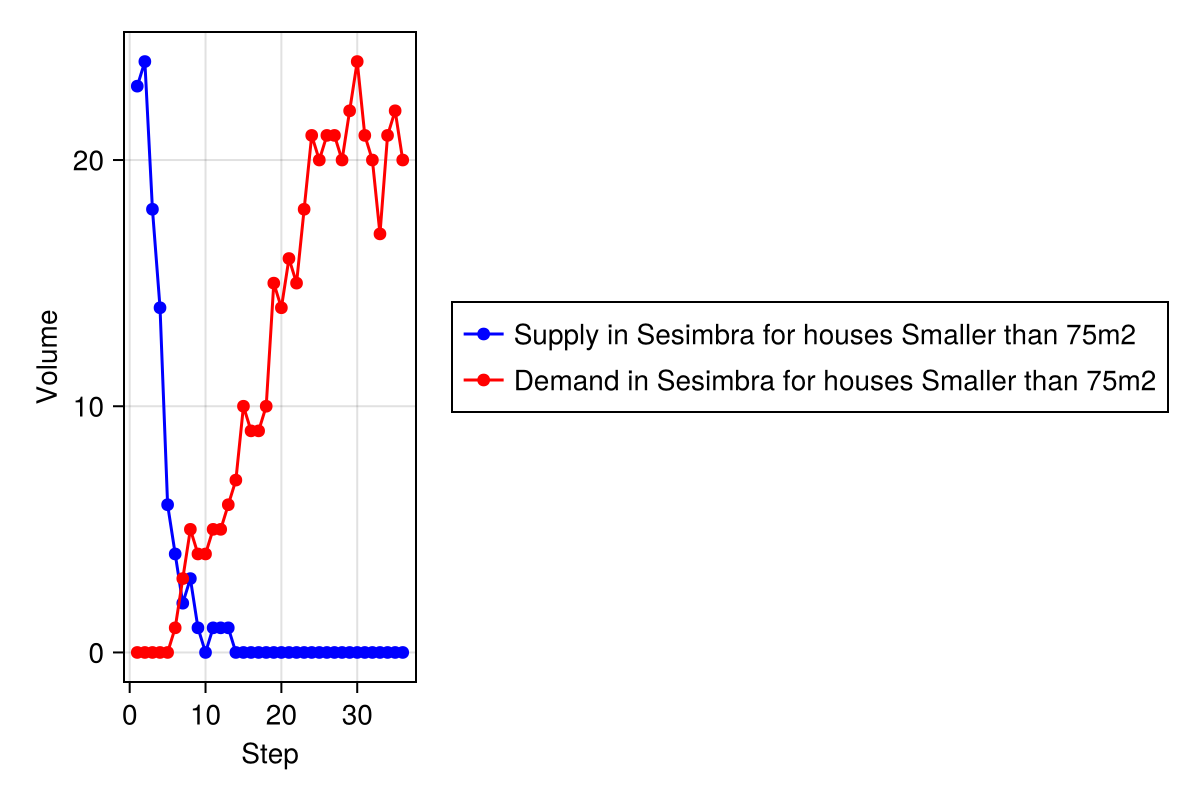 Volume
20
10
0
0 10 20 30
Step
Supply in Sesimbra for houses Smaller than 75m2
Demand in Sesimbra for houses Smaller than 75m2